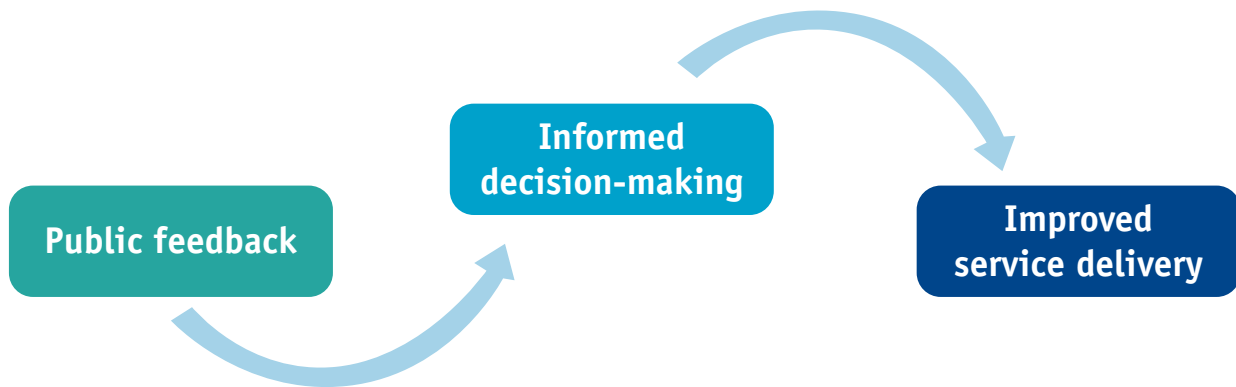 Public feedback
Informed
decision-making
Improved
service delivery